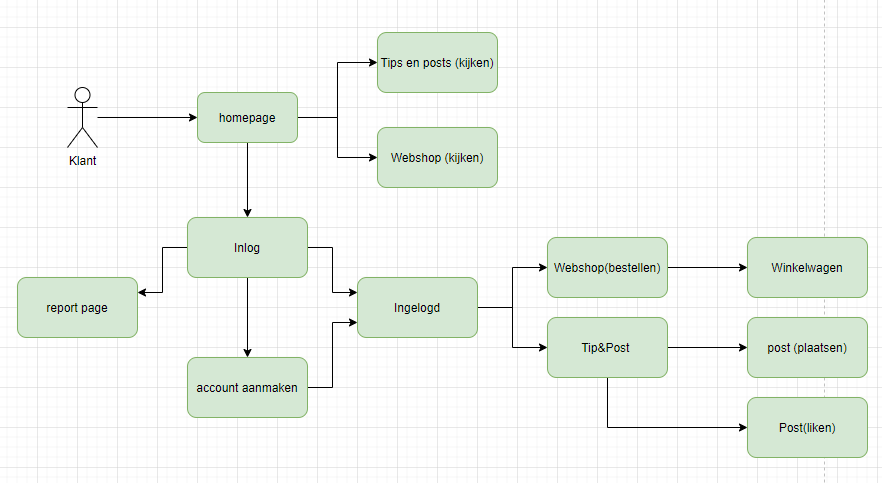 Tips en posts (kijken)
homepage
Webshop (kijken)
Klant
Inlog
Webshop(bestellen)
Winkelwagen
report page
Ingelogd
Tip&Post
post (plaatsen)
account aanmaken
Post(liken)